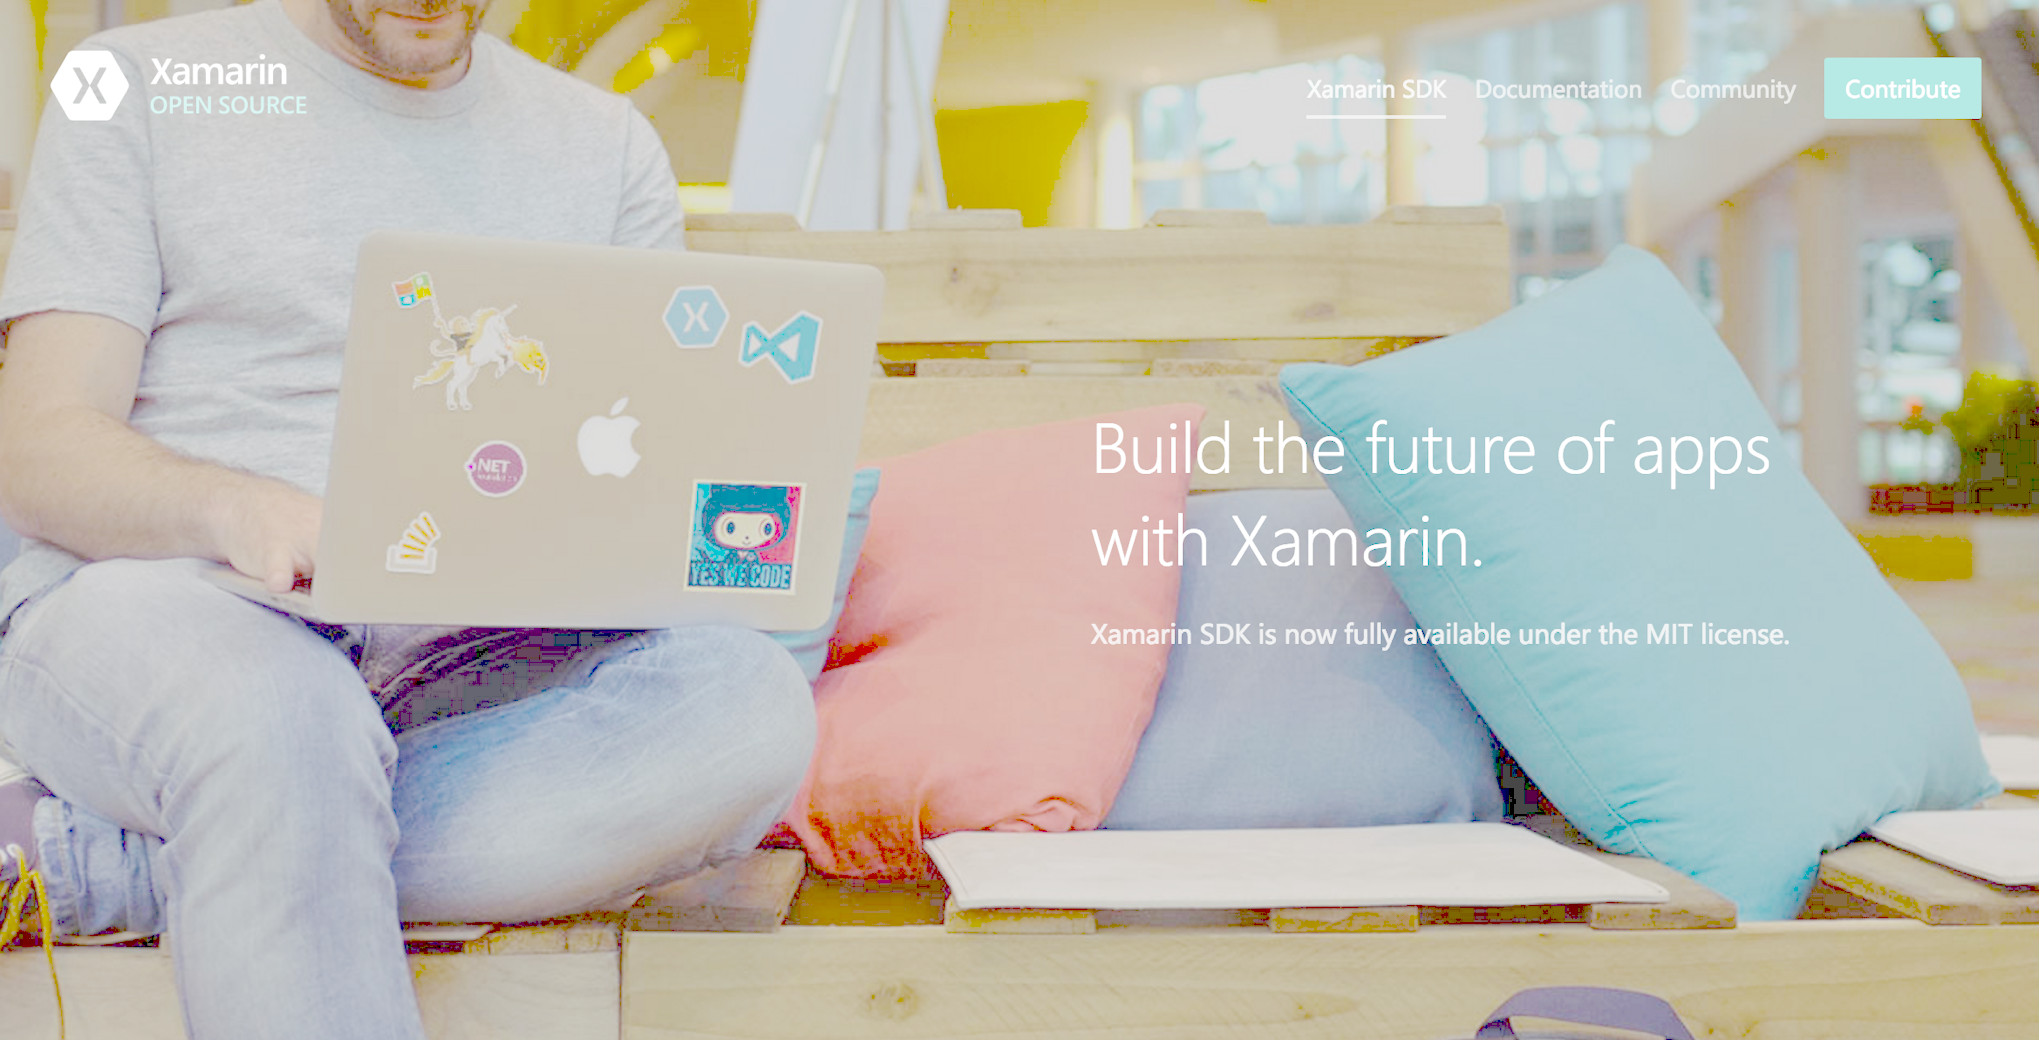 Xamarin
OPEN SOURCE
Xamarin SDK
Documentation
Community
Contribute
Build the future of apps
with Xamarin.
Xamarin SDK is now fully available under the MIT license.
.NET
YES WE CODE